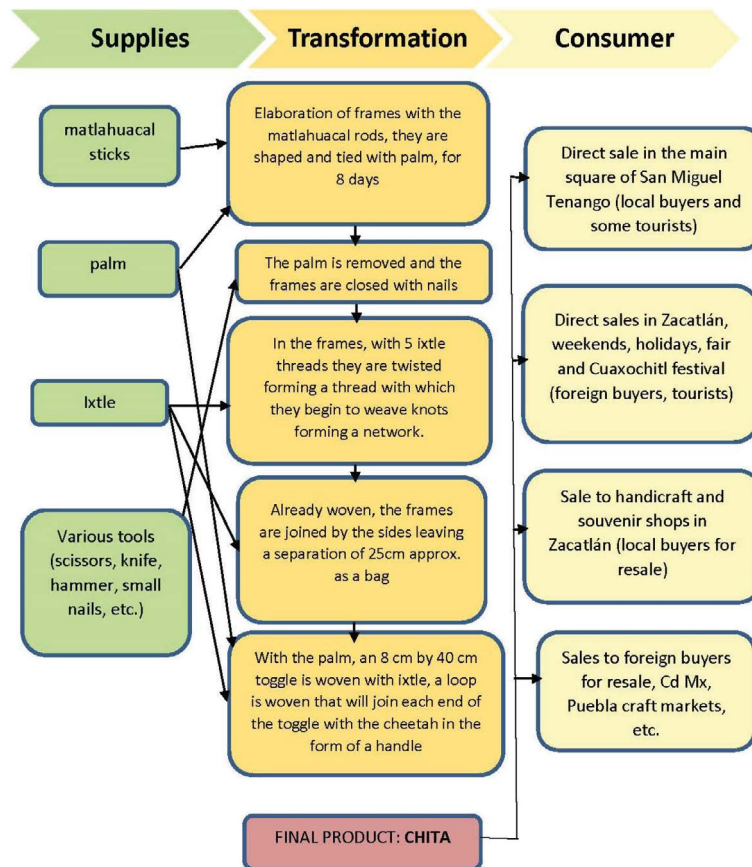 Supplies
Transformation
Consumer
matlahuacal
sticks
palm
Ixtle
Various tools
(scissors, knife,
hammer, small
nails, etc.)
Elaboration of frames with the
matlahuacal rods, they are
shaped and tied with palm, for
8 days
The palm is removed and the
frames are closed with nails
In the frames, with 5 ixtle
threads they are twisted
forming a thread with which
they begin to weave knots
forming a network.
Already woven, the frames
are joined by the sides leaving
a separation of 25cm approx.
as a bag
With the palm, an 8 cm by 40 cm
toggle is woven with ixtle, a loop
is woven that will join each end of
the toggle with the cheetah in the
form of a handle
FINAL PRODUCT: CHITA
Direct sale in the main
square of San Miguel
Tenango (local buyers and
some tourists)
Direct sales in Zacatlán,
weekends, holidays, fair
and Cuaxochitl festival
(foreign buyers, tourists)
Sale to handicraft and
souvenir shops in
Zacatlán (local buyers for
resale)
Sales to foreign buyers
for resale, Cd Mx,
Puebla craft markets,
etc.